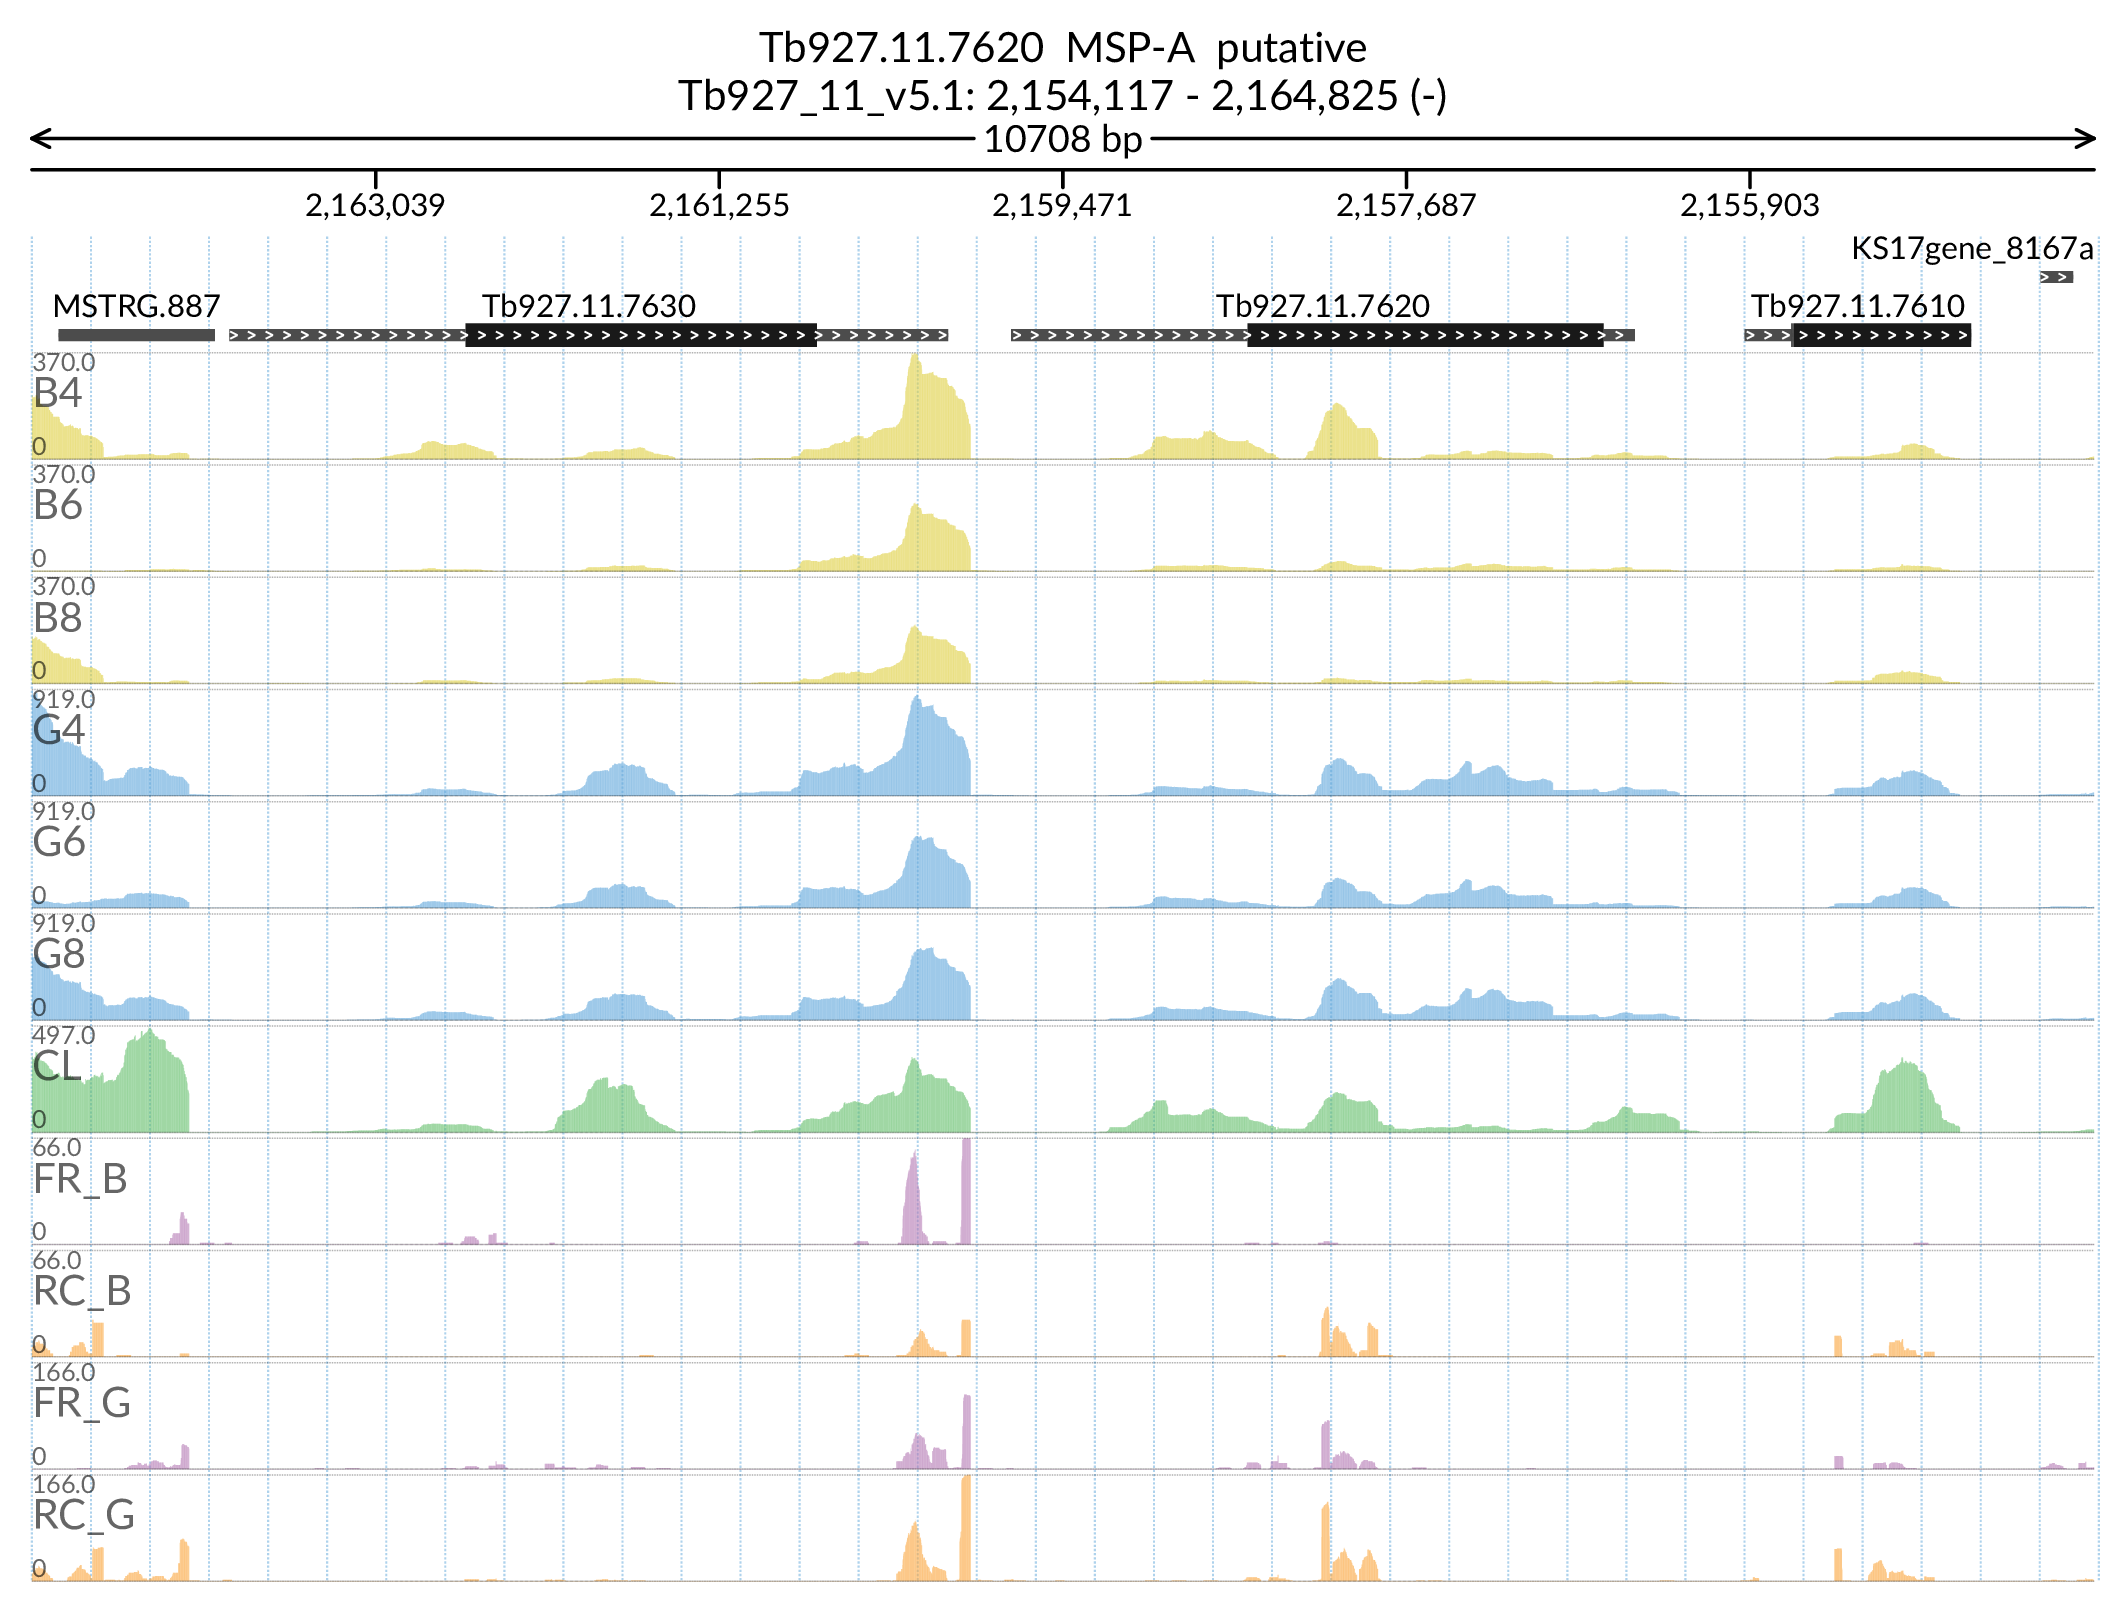 Tb927.11.7620 MSP-A putative
Tb927_11_v5.1: 2,154,117 - 2,164,825 (-)
10708 bp
2,163,039 2,161,255 2,159,471 2,157,687 2,155,903
KS17gene_8167a
MSTRG.887 Tb927.11.7630 Tb927.11.7620 Tb927.11.7610
370.0
B4
0
370.0
B6
0
370.0
B8
0
919.0
G4
0
919.0
G6
0
919.0
G8
0
497.0
CL
0
66.0
FR_B
0
66.0
RC_B
0
166.0
FR_G
0
166.0
RC_G
0